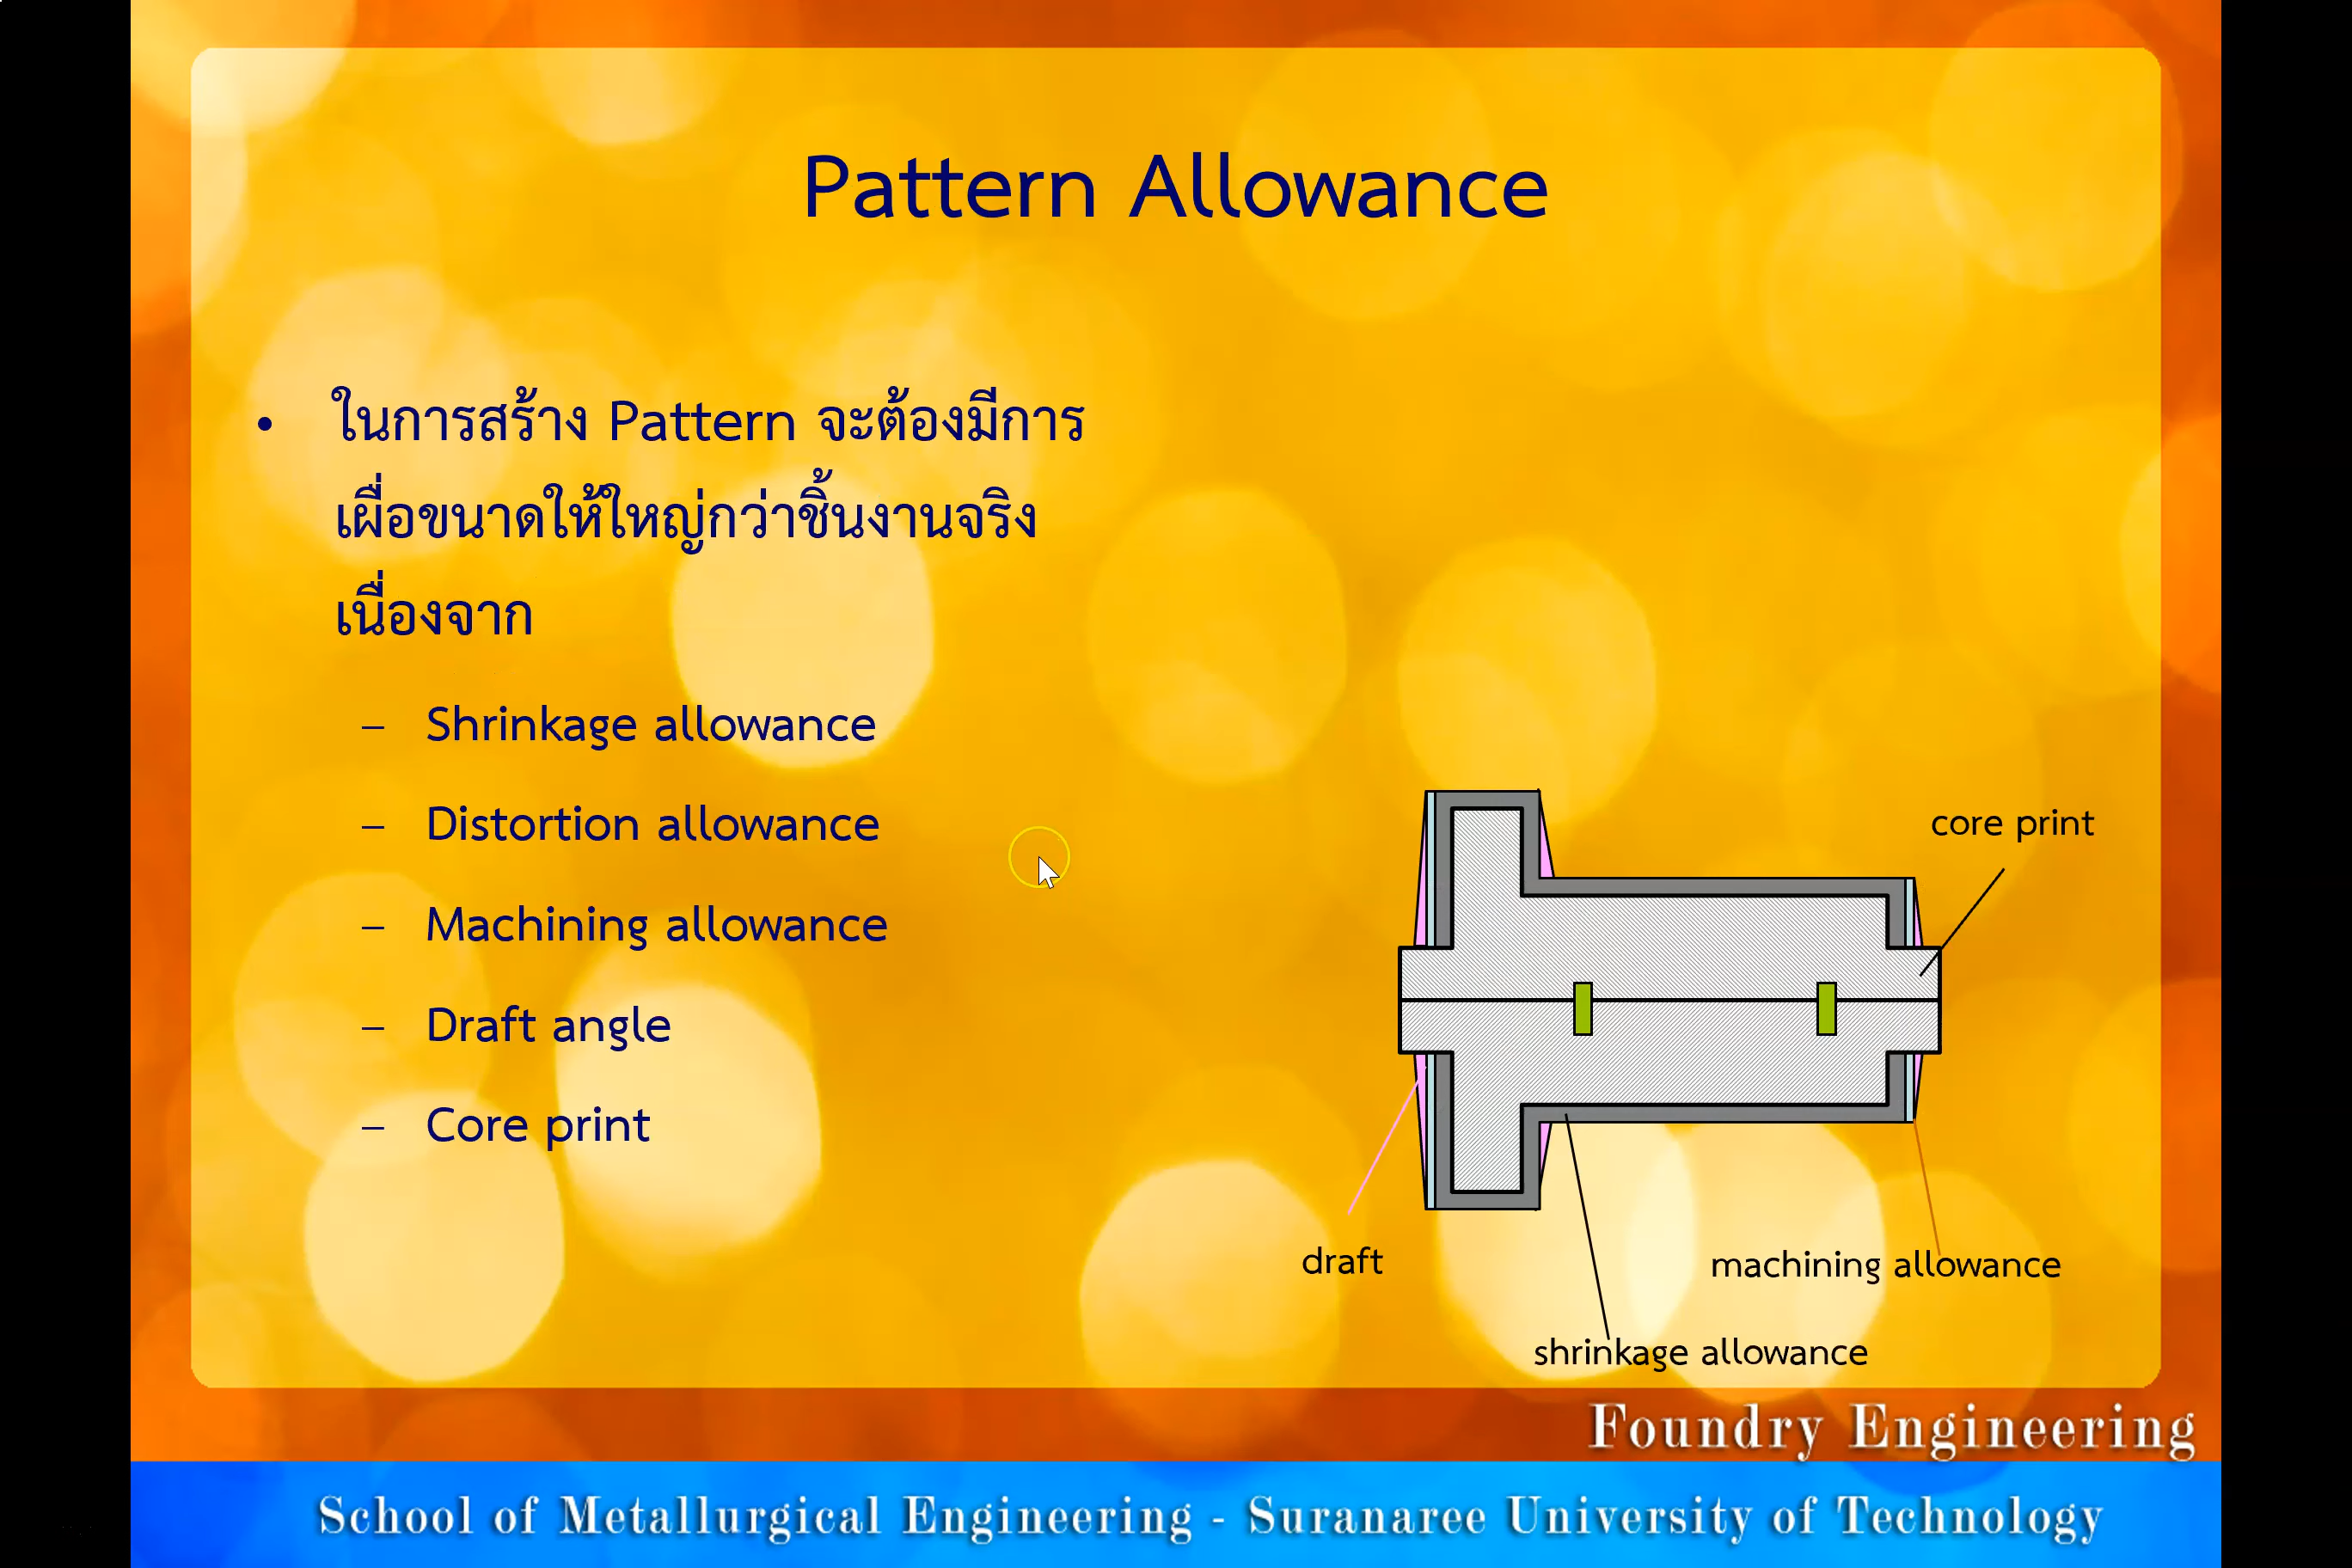 Pattern Allowance
• ในการสร้าง Pattern จะต้องมีการ
เผื่อขนาดให้ใหญ่กว่าชิ้นงานจริง
เนื่องจาก
– Shrinkage allowance
– Distortion allowance
– Machining allowance
– Draft angle
– Core print
core print
draft
machining allowance
shrinkage allowance
Foundry Engineering
School of Metallurgical Engineering - Suranaree University of Technology